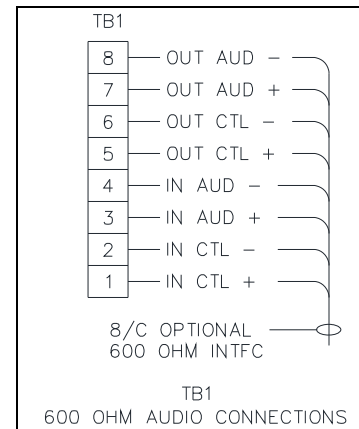 TB1
8 OUT AUD -
7 OUT AUD +
6 OUT CTL -
5 OUT CTL +
4 IN AUD -
3 IN AUD +
2 IN CTL -
1 IN CTL +
8/C OPTIONAL
600 OHM INTFC
TB1
600 OHM AUDIO CONNECTIONS